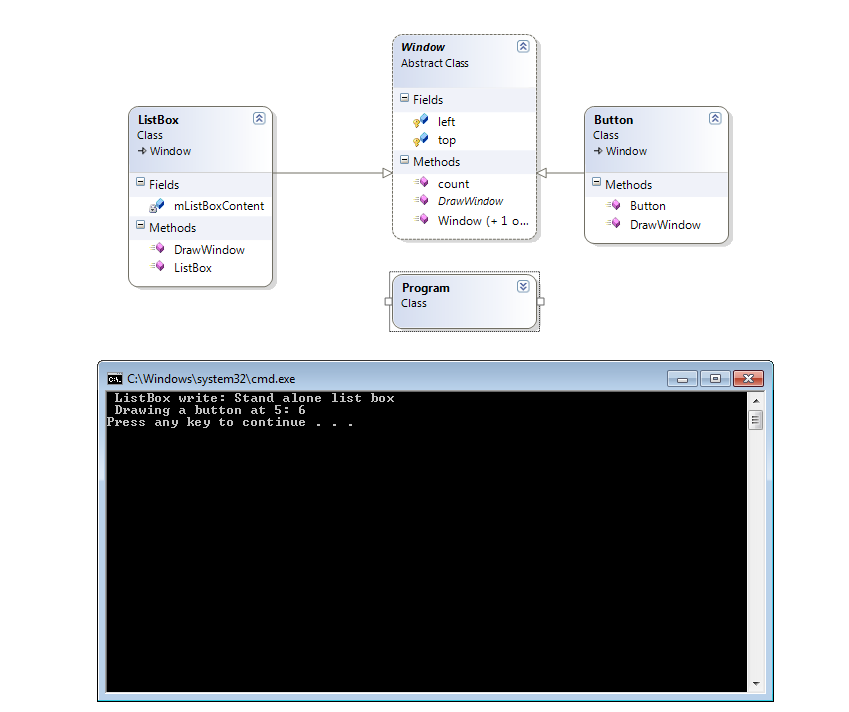 Window
Abstract Class
Fields
left
top
Methods
count
DrawWindow
Window (+ 1 o...
ListBox
Class
Window
Fields
mListBoxContent
Methods
DrawWindow
ListBox
Button
Class
Window
Methods
Button
DrawWindow
Program
Class
C:\Windows\system32\cmd.exe
ListBox write: Stand alone list box
Drawing a button at 5: 6
Press any key to continue . . .